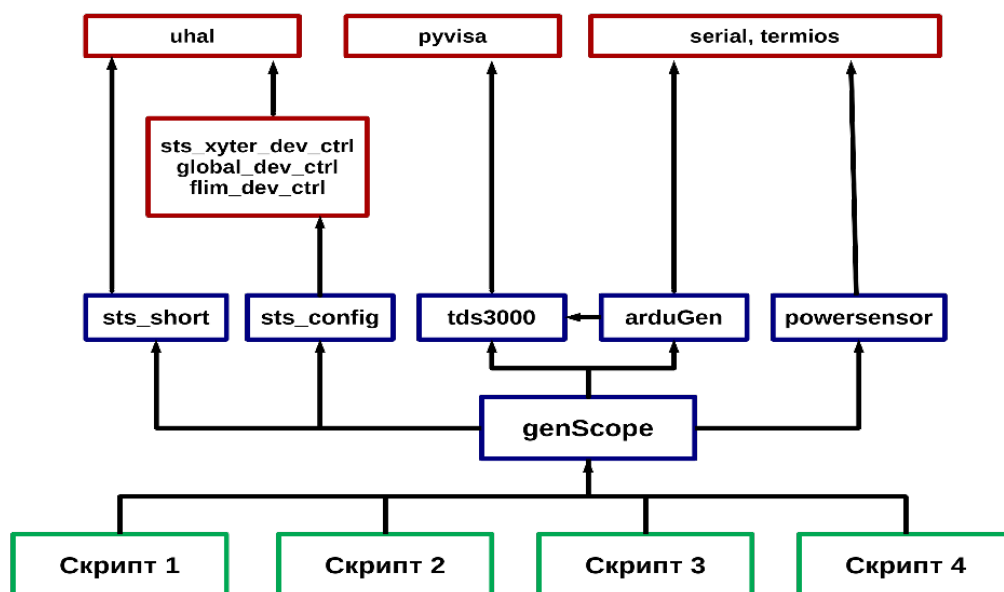 uhal
pyvisa
serial, termios
sts_xyter_dev_ctrl
global_dev_ctrl
flim_dev_ctrl
sts_short
sts_config
tds3000
arduGen
powersensor
genScope
Скрипт 1
Скрипт 2
Скрипт 3
Скрипт 4